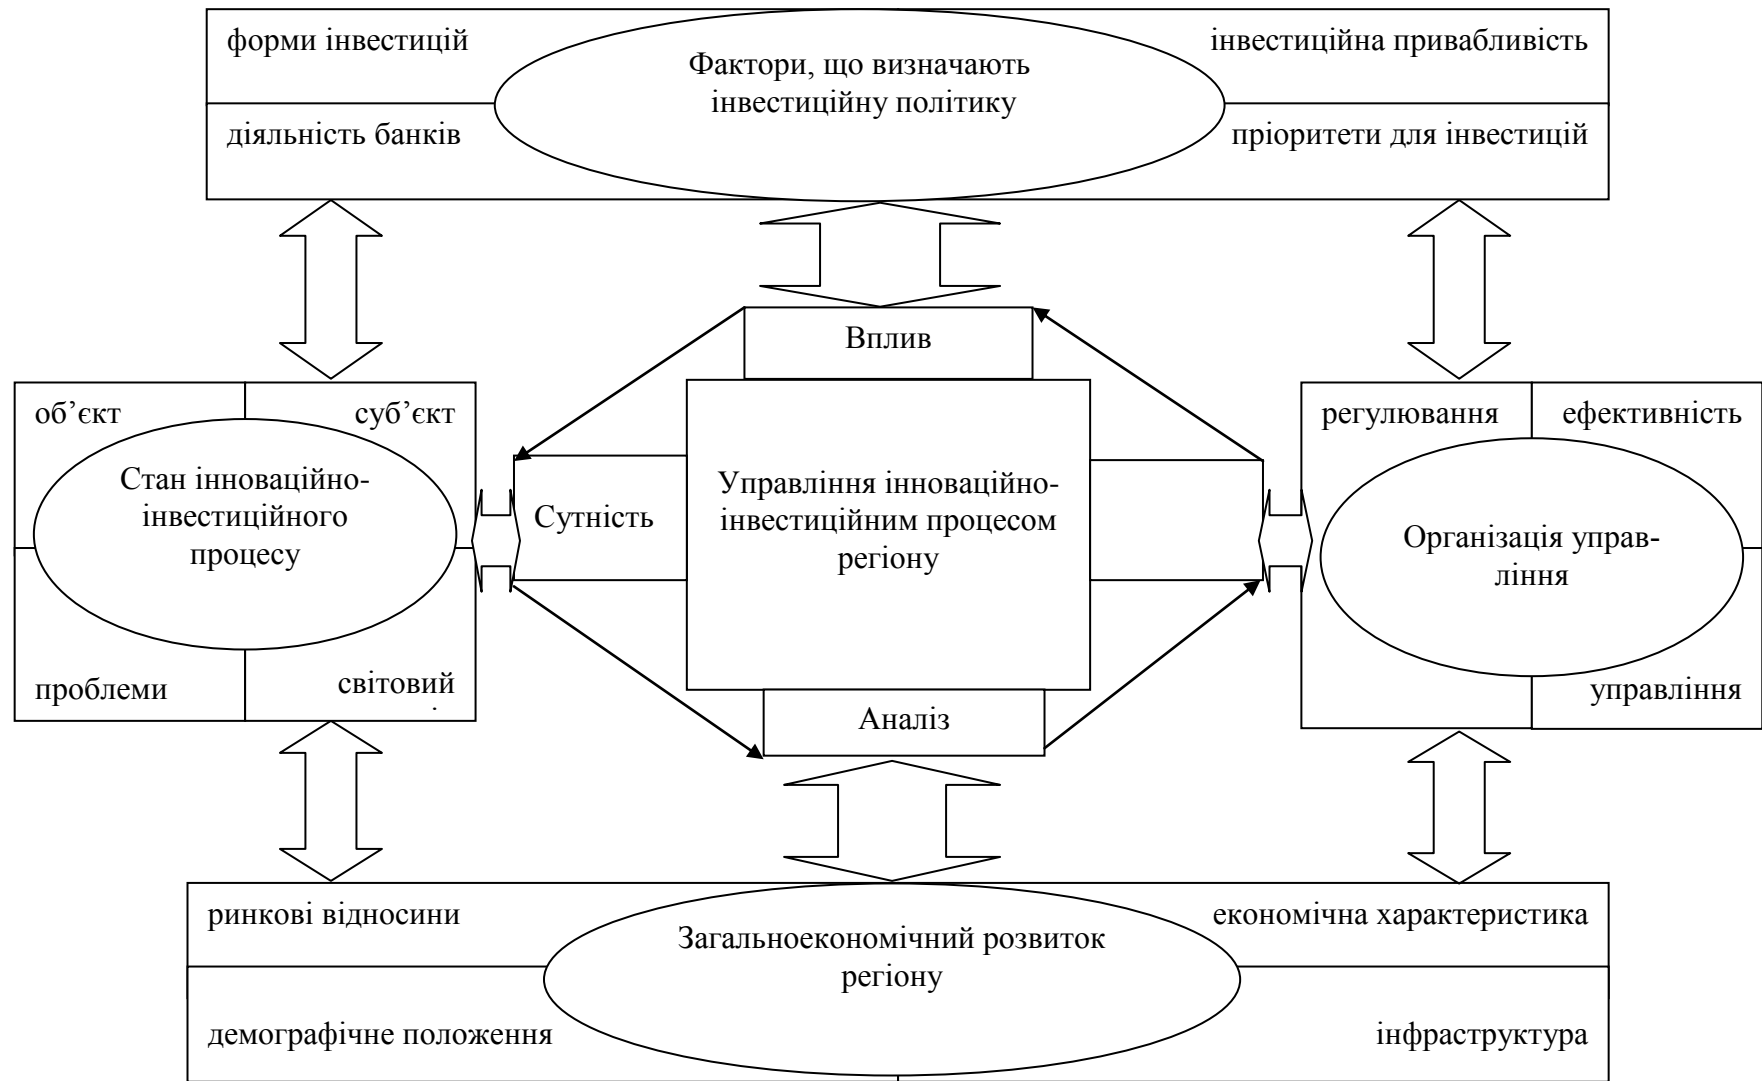 форми інвестицій
інвестиційна привабливість
Фактори, що визначають
інвестиційну політику
діяльність банків
пріоритети для інвестицій
Вплив
об’єкт
суб’єкт
регулювання
ефективність
Стан інноваційно-
інвестиційного
процесу
Сутність
Управління інноваційно-
інвестиційним процесом
регіону
Організація управ-
ління
проблеми
світовий
управління
Аналіз
ринкові відносини
економічна характеристика
Загальноекономічний розвиток
регіону
демографічне положення
інфраструктура